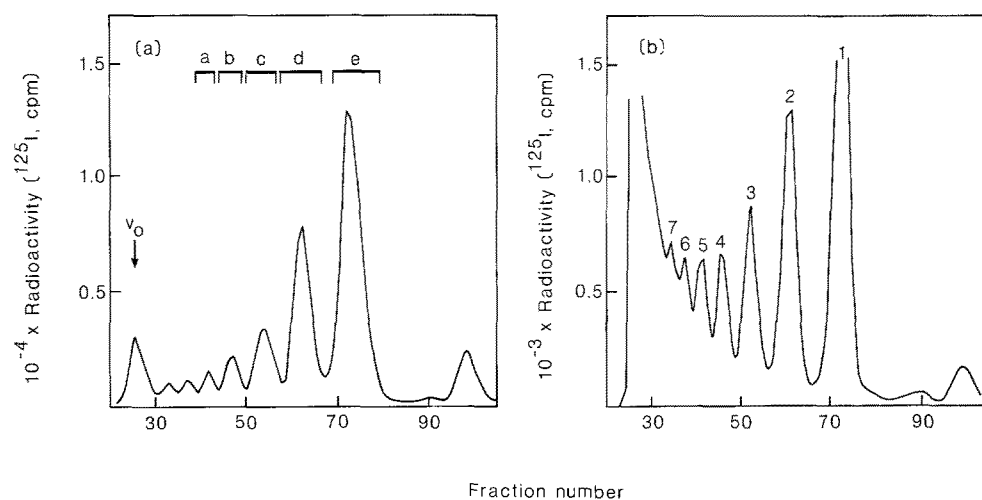 (a)
a b c d e
10⁻⁴ x Radioactivity (¹²⁵I, cpm)
1.5
1.0
0.5
Vo
30 50 70 90
(b)
1
2
3
7 6 5 4
10⁻³ x Radioactivity (¹²⁵I, cpm)
1.5
1.0
0.5
30 50 70 90
Fraction number